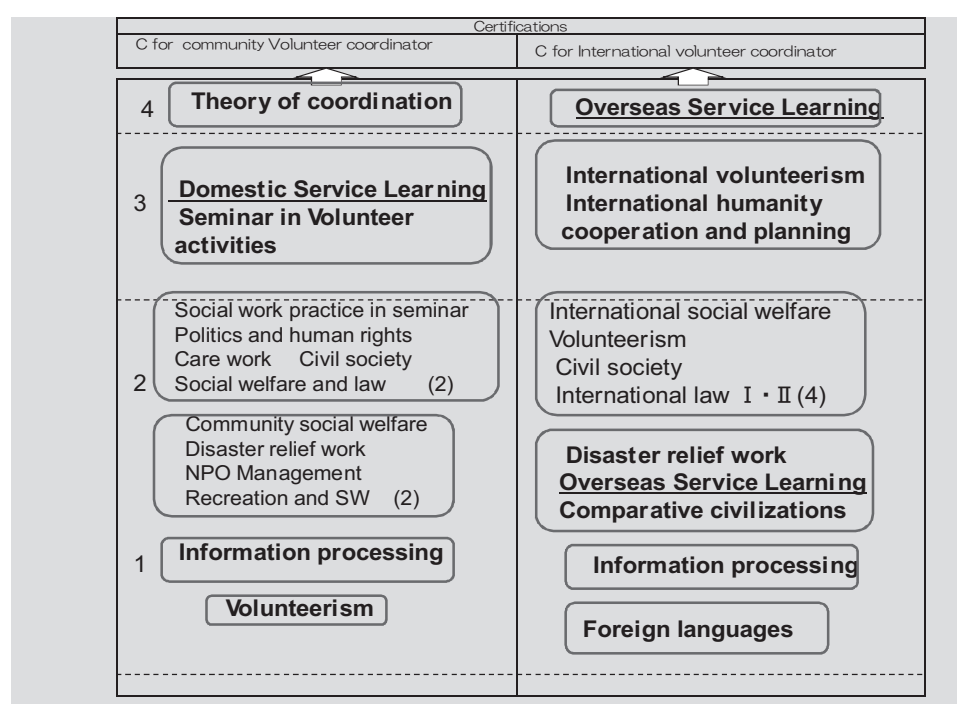 Certifications
C for community Volunteer coordinator
C for International volunteer coordinator
4
Theory of coordination
Overseas Service Learning
3
Domestic Service Learning
Seminar in Volunteer
activities
International volunteerism
International humanity
cooperation and planning
2
Social work practice in seminar
Politics and human rights
Care work Civil society
Social welfare and law (2)
International social welfare
Volunteerism
Civil society
International law Ⅰ・Ⅱ(4)
Community social welfare
Disaster relief work
NPO Management
Recreation and SW (2)
Disaster relief work
Overseas Service Learning
Comparative civilizations
1
Information processing
Information processing
Volunteerism
Foreign languages